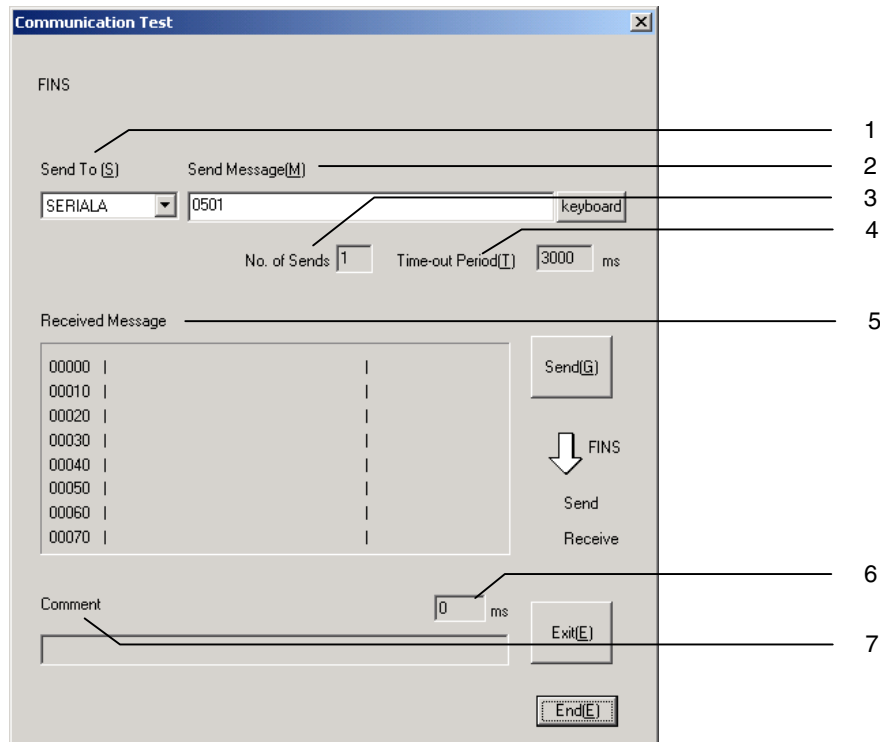 Communication Test
FINS
1
Send To (S) Send Message(M) 2
SERIALA 0501 keyboard 3
4
No. of Sends 1 Time-out Period(T) 3000 ms
Received Message 5
00000 | |
00010 | |
00020 | |
00030 | |
00040 | |
00050 | |
00060 | |
00070 | |
Send(G)
FINS
Send
Receive
6
Comment 0 ms
Exit(E) 7
End(E)